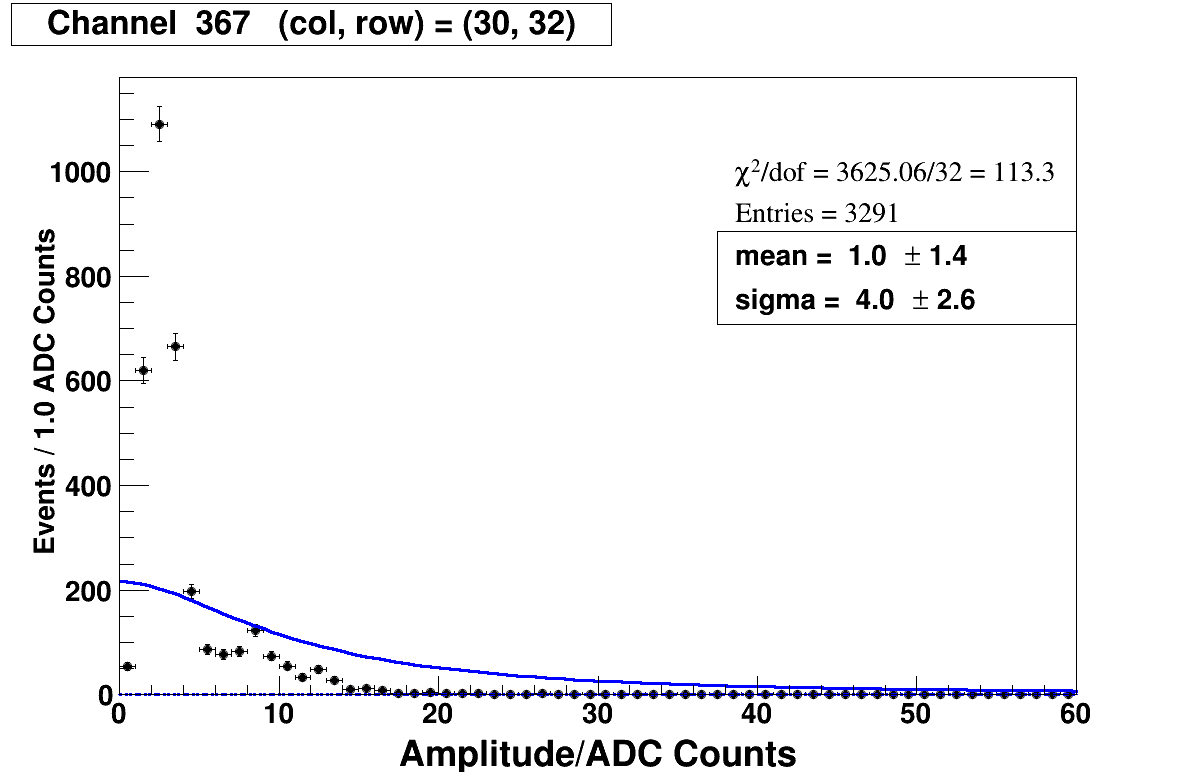 Channel 367 (col, row) = (30, 32)
χ²/dof = 3625.06/32 = 113.3
Entries = 3291
mean = 1.0 ± 1.4
sigma = 4.0 ± 2.6
Events / 1.0 ADC Counts
1000
800
600
400
200
0
0 10 20 30 40 50 60
Amplitude/ADC Counts